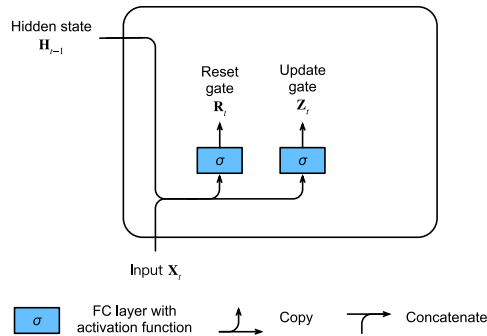 Hidden state
H_{t−1}
Reset
gate
R_t
Update
gate
Z_t
σ
σ
Input X_t
σ
FC layer with
activation function
Copy
Concatenate